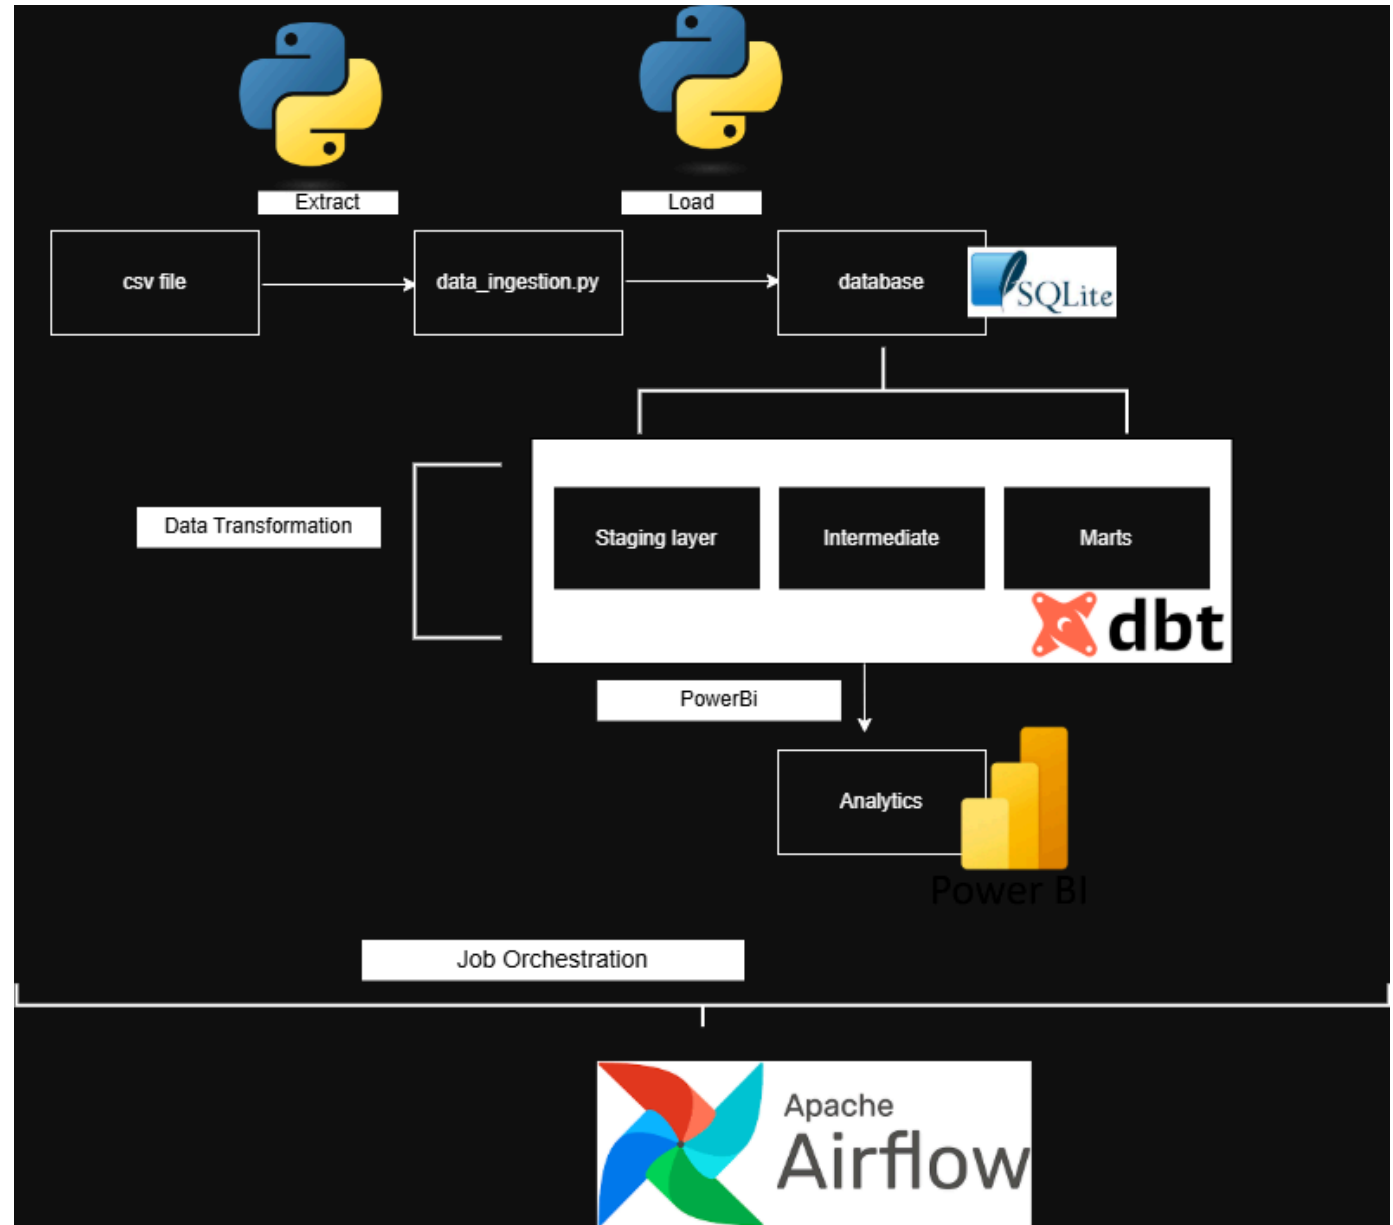 Extract
Load
csv file
data_ingestion.py
database
SQLite
Data Transformation
Staging layer
Intermediate
Marts
dbt
PowerBi
Analytics
Power BI
Job Orchestration
Apache
Airflow